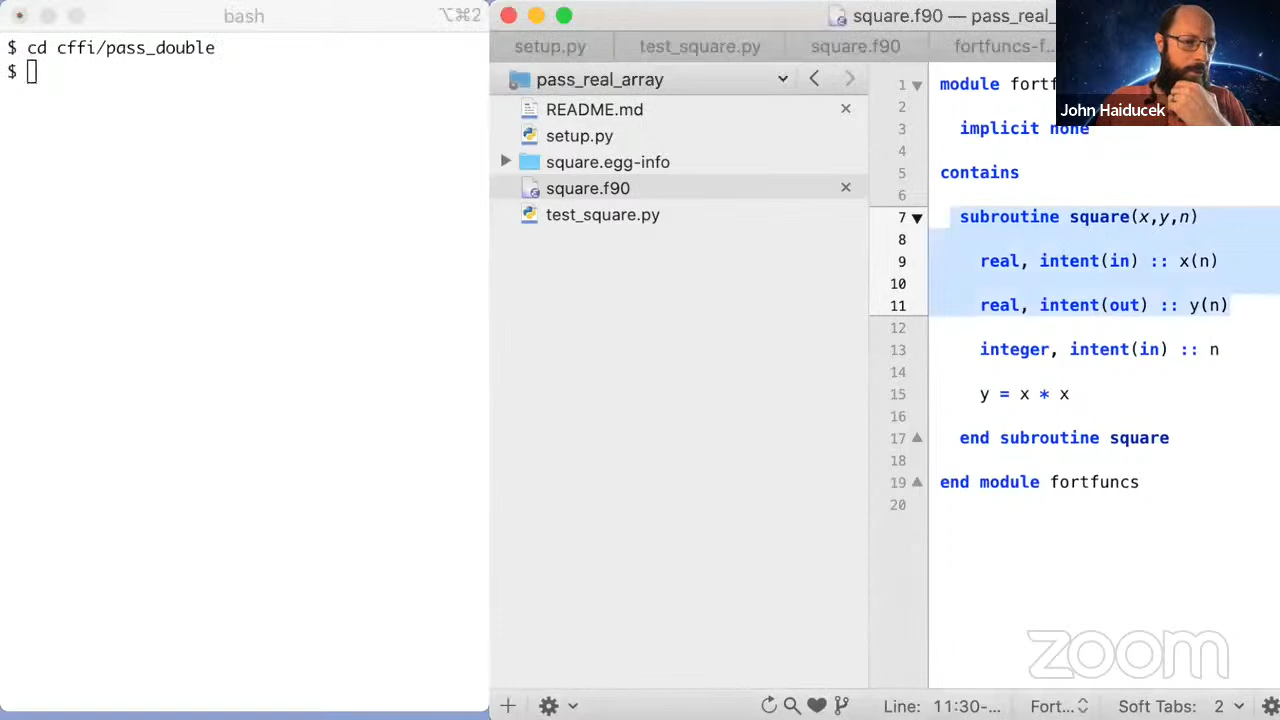 bash
⌥⌘2
$ cd cffi/pass_double
$
square.f90 — pass_real_
setup.py
test_square.py
square.f90
fortfuncs-f…
pass_real_array
README.md
setup.py
square.egg-info
square.f90
test_square.py
1 module fortf
2
3 implicit none
4
5 contains
6
7 subroutine square(x,y,n)
8
9 real, intent(in) :: x(n)
10
11 real, intent(out) :: y(n)
12
13 integer, intent(in) :: n
14
15 y = x * x
16
17 end subroutine square
18
19 end module fortfuncs
20
John Haiducek
zoom
Line: 11:30-…
Fort…
Soft Tabs: 2